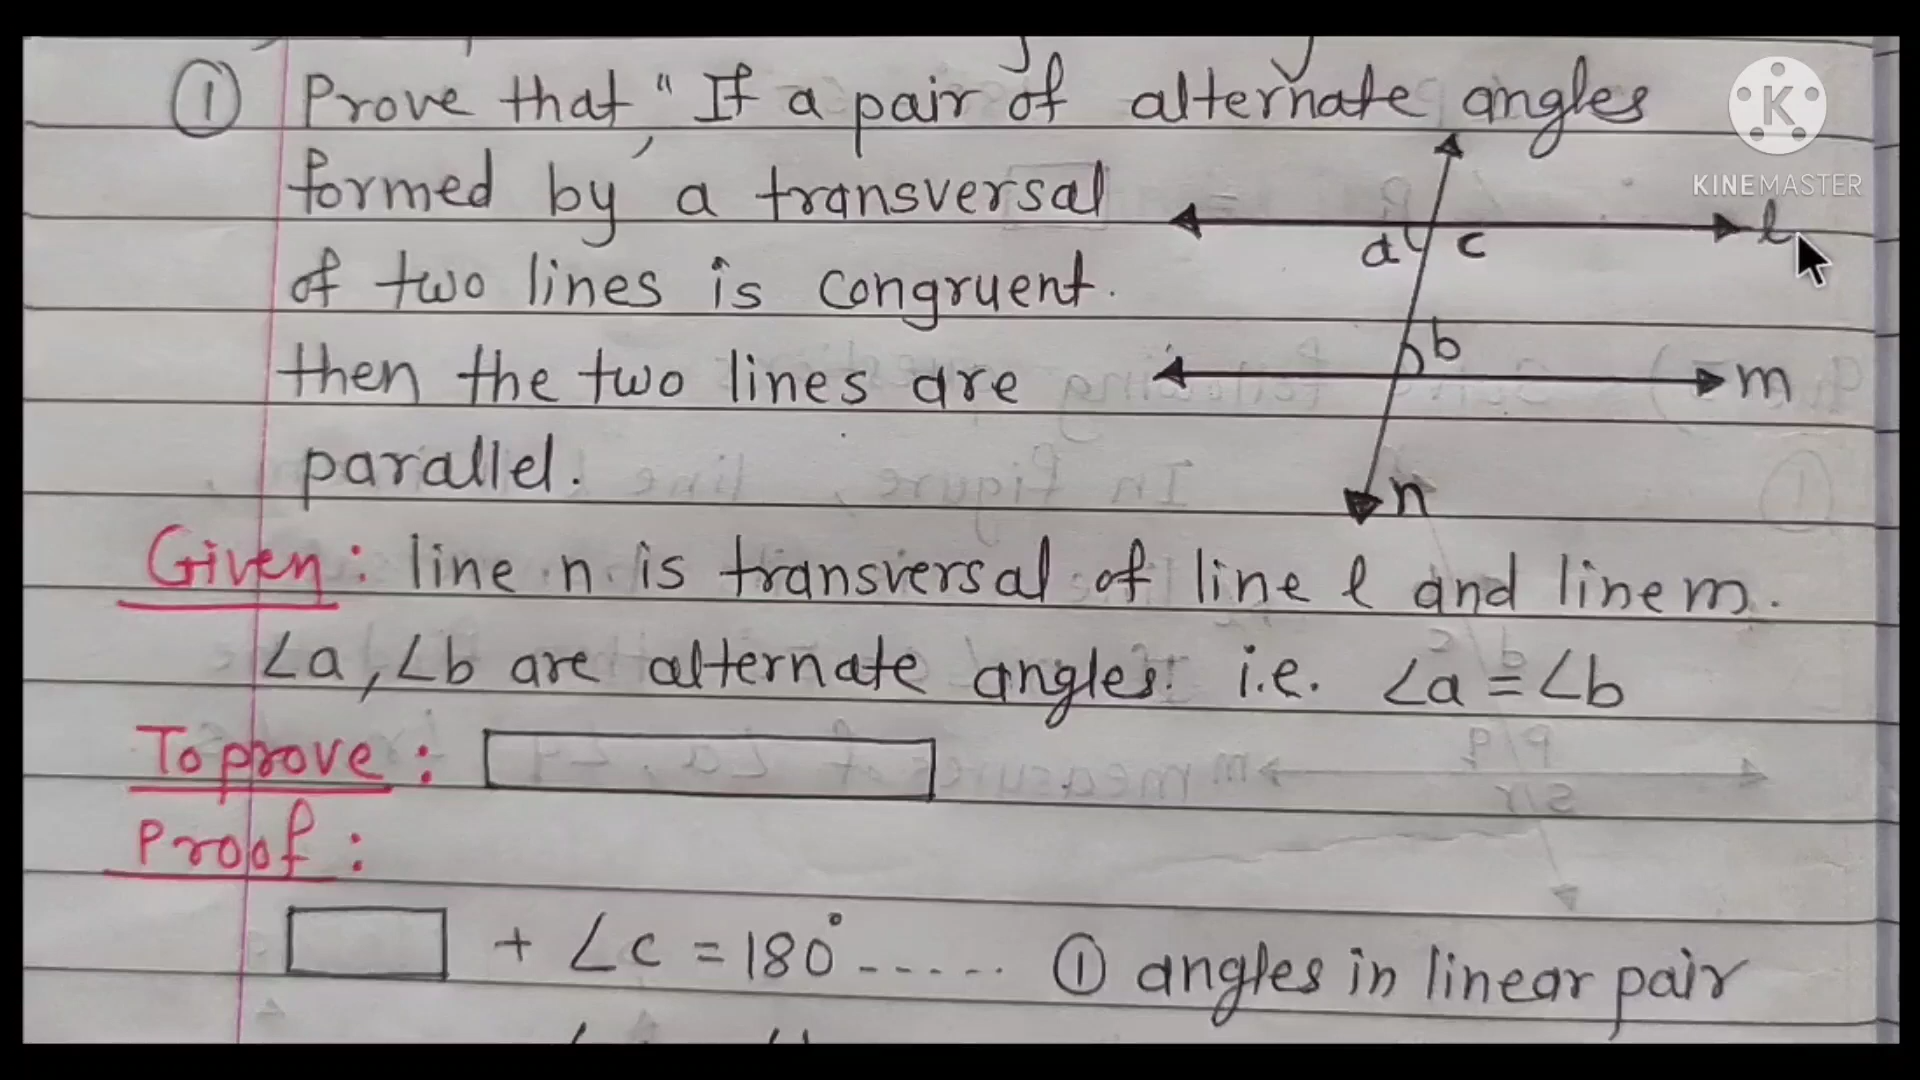 ① Prove that, "If a pair of alternate angles
formed by a transversal
of two lines is congruent.
then the two lines are
parallel.
a c l
b m
n
Given: line n is transversal of line l and line m.
∠a, ∠b are alternate angles. i.e. ∠a = ∠b
To prove:
Proof:
+ ∠c = 180° ...... ① angles in linear pair
K
KINEMASTER